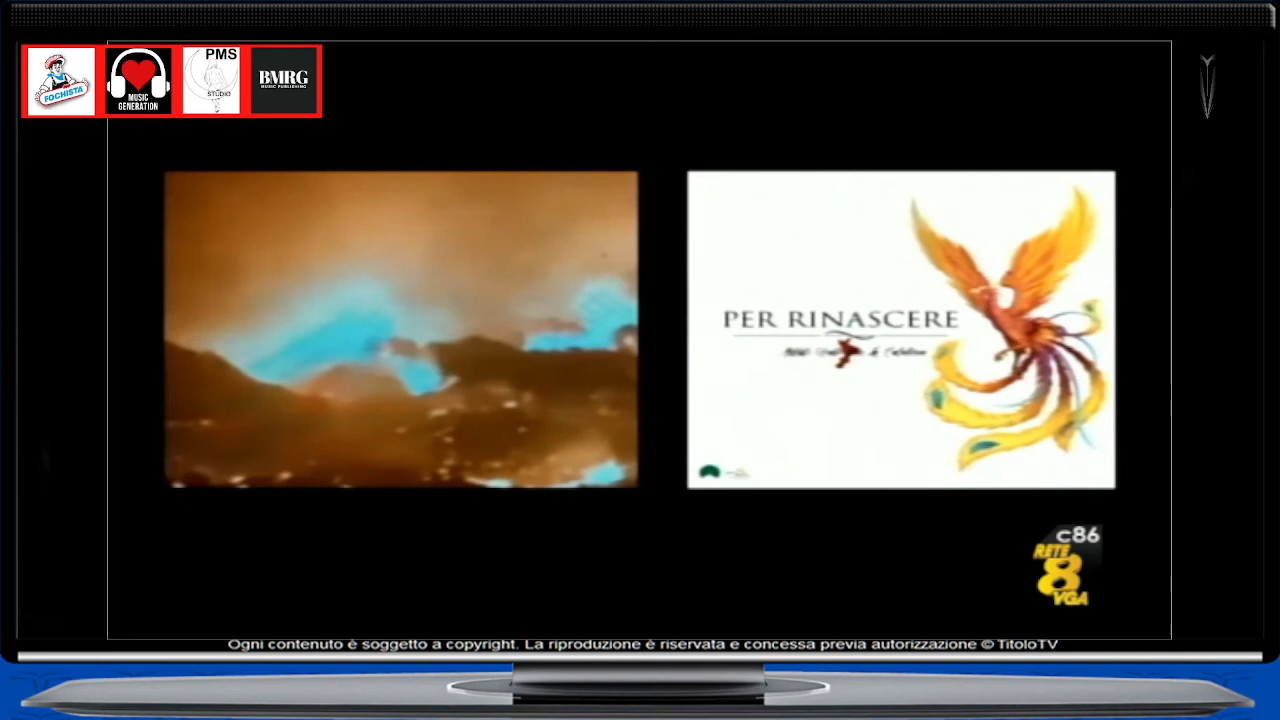 FOCHISTA
MUSIC
GENERATION
PMS
STUDIO
BMRG
MUSIC PUBLISHING
PER RINASCERE
c86
RETE
8
VGA
Ogni contenuto è soggetto a copyright. La riproduzione è riservata e concessa previa autorizzazione © TitoloTV